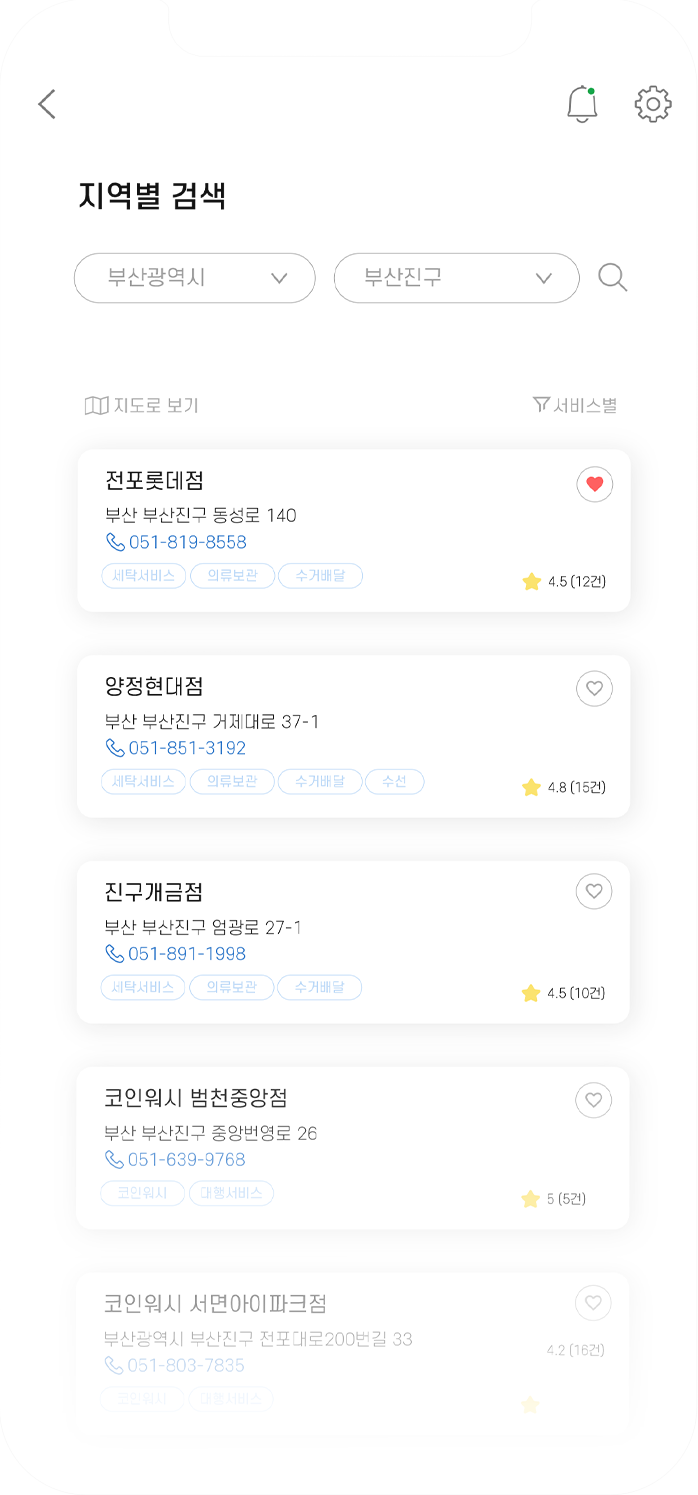 지역별 검색
부산광역시
부산진구
지도로 보기
서비스별
전포롯데점
부산 부산진구 동성로 140
051-819-8558
세탁서비스 의류보관 수거배달
4.5 (12건)
양정현대점
부산 부산진구 거제대로 37-1
051-851-3192
세탁서비스 의류보관 수거배달 수선
4.8 (15건)
진구개금점
부산 부산진구 엄광로 27-1
051-891-1998
세탁서비스 의류보관 수거배달
4.5 (10건)
코인워시 범천중앙점
부산 부산진구 중앙번영로 26
051-639-9768
코인워시 대행서비스
5 (5건)
코인워시 서면아이파크점
부산광역시 부산진구 전포대로200번길 33
4.2 (16건)
051-803-7835
코인워시 대행서비스